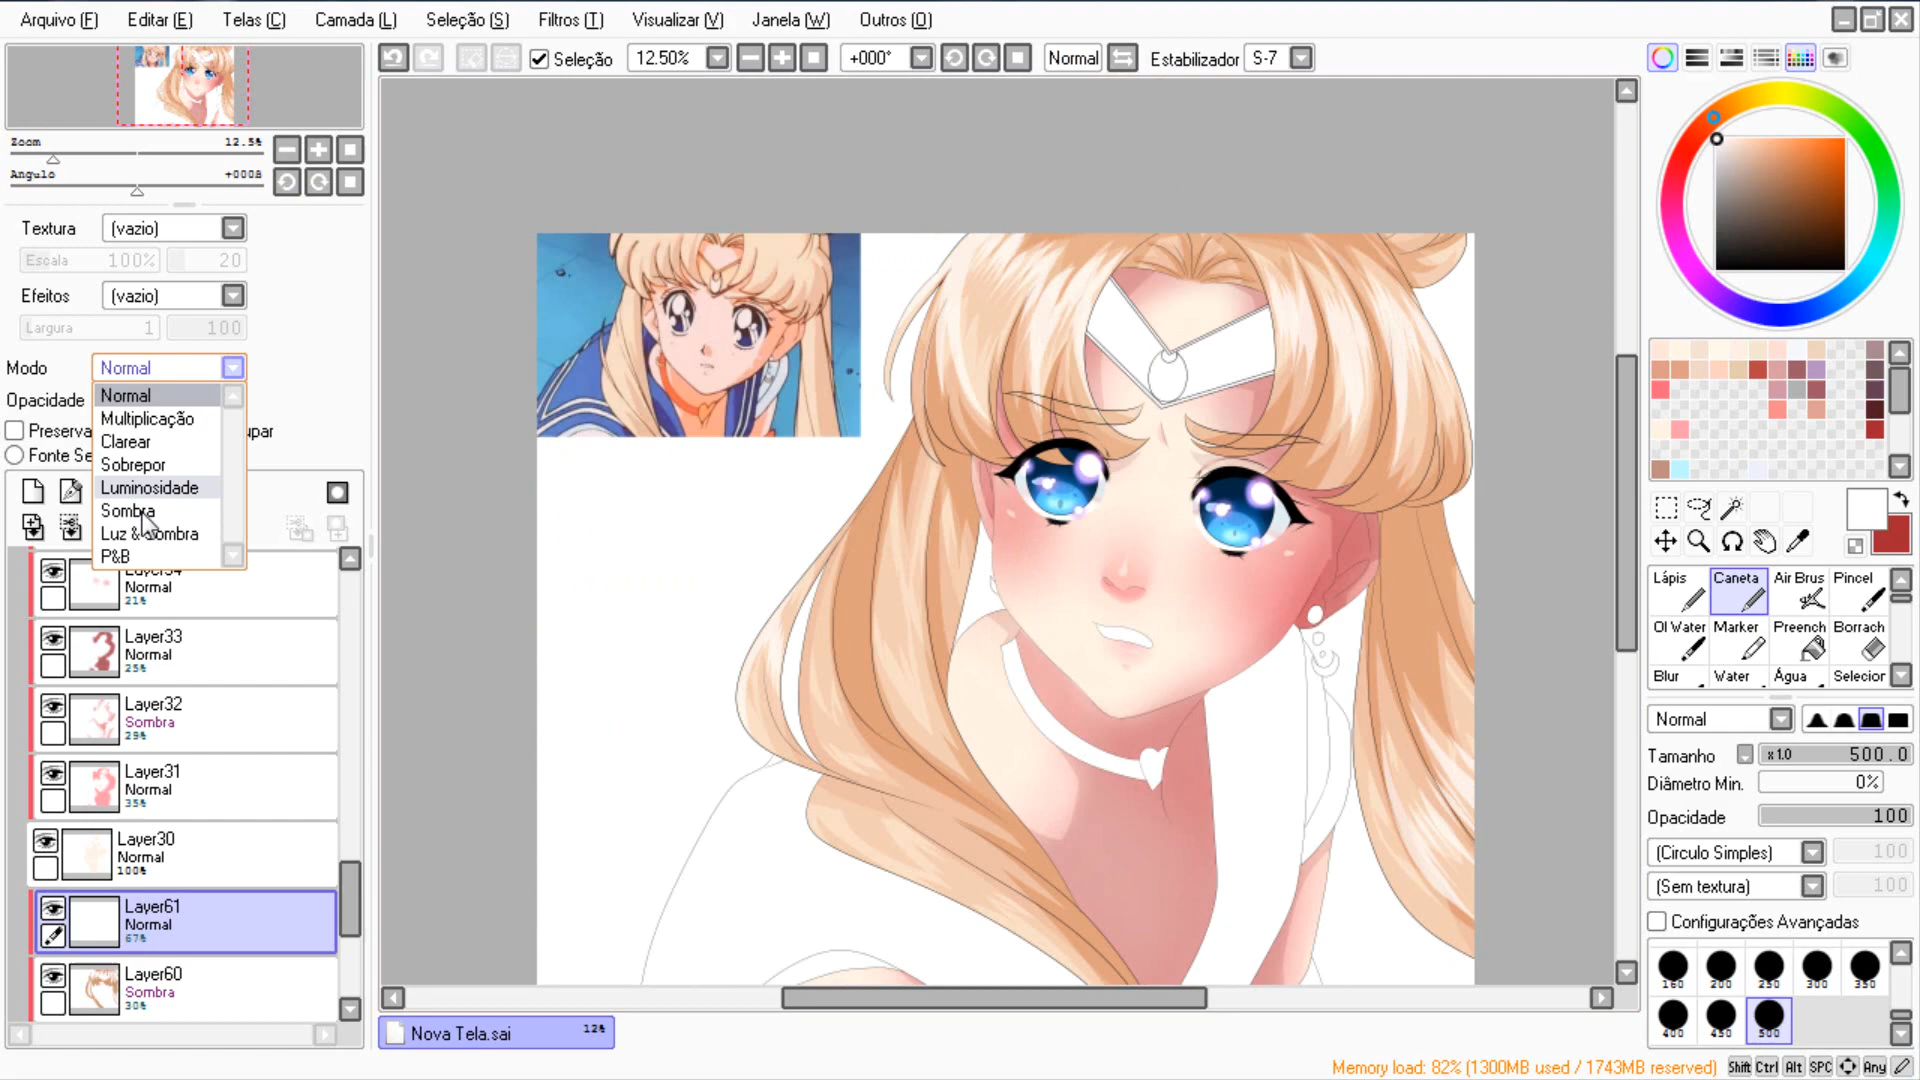 Arquivo (F) Editar (E) Telas (C) Camada (L) Seleção (S) Filtros (T) Visualizar (V) Janela (W) Outros (O)
Seleção 12.50% +000° Normal Estabilizador S-7
Zoom 12.5%
Angulo +0008
Textura (vazio)
Escala 100% 20
Efeitos (vazio)
Largura 1 100
Modo Normal
Normal
Opacidade
Multiplicação
Preserva upar
Clarear
Fonte Se
Sobrepor
Luminosidade
Sombra
Luz & Sombra
P&B
Normal
21%
Layer33
Normal
25%
Layer32
Sombra
29%
Layer31
Normal
35%
Layer30
Normal
100%
Layer61
Normal
67%
Layer60
Sombra
30%
Nova Tela.sai 12%
Lápis Caneta Air Brus Pincel
Ol Water Marker Preench Borrach
Blur Water Água Selecior
Normal
Tamanho x 1.0 500.0
Diâmetro Min. 0%
Opacidade 100
(Circulo Simples) 100
(Sem textura) 100
Configurações Avançadas
160 200 250 300 350
400 450 500
Memory load: 82% (1300MB used / 1743MB reserved) Shift Ctrl Alt SPC Any